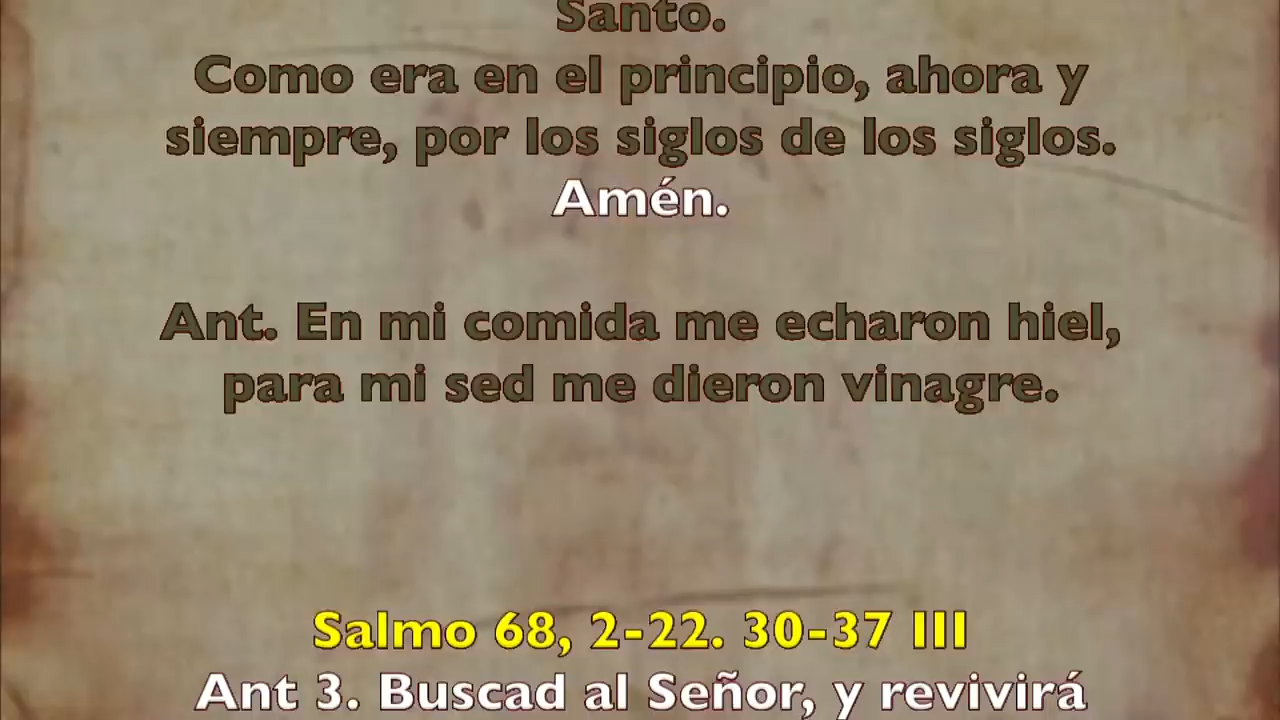 Santo.
Como era en el principio, ahora y
siempre, por los siglos de los siglos.
Amén.
Ant. En mi comida me echaron hiel,
para mi sed me dieron vinagre.
Salmo 68, 2-22. 30-37 III
Ant 3. Buscad al Señor, y revivirá